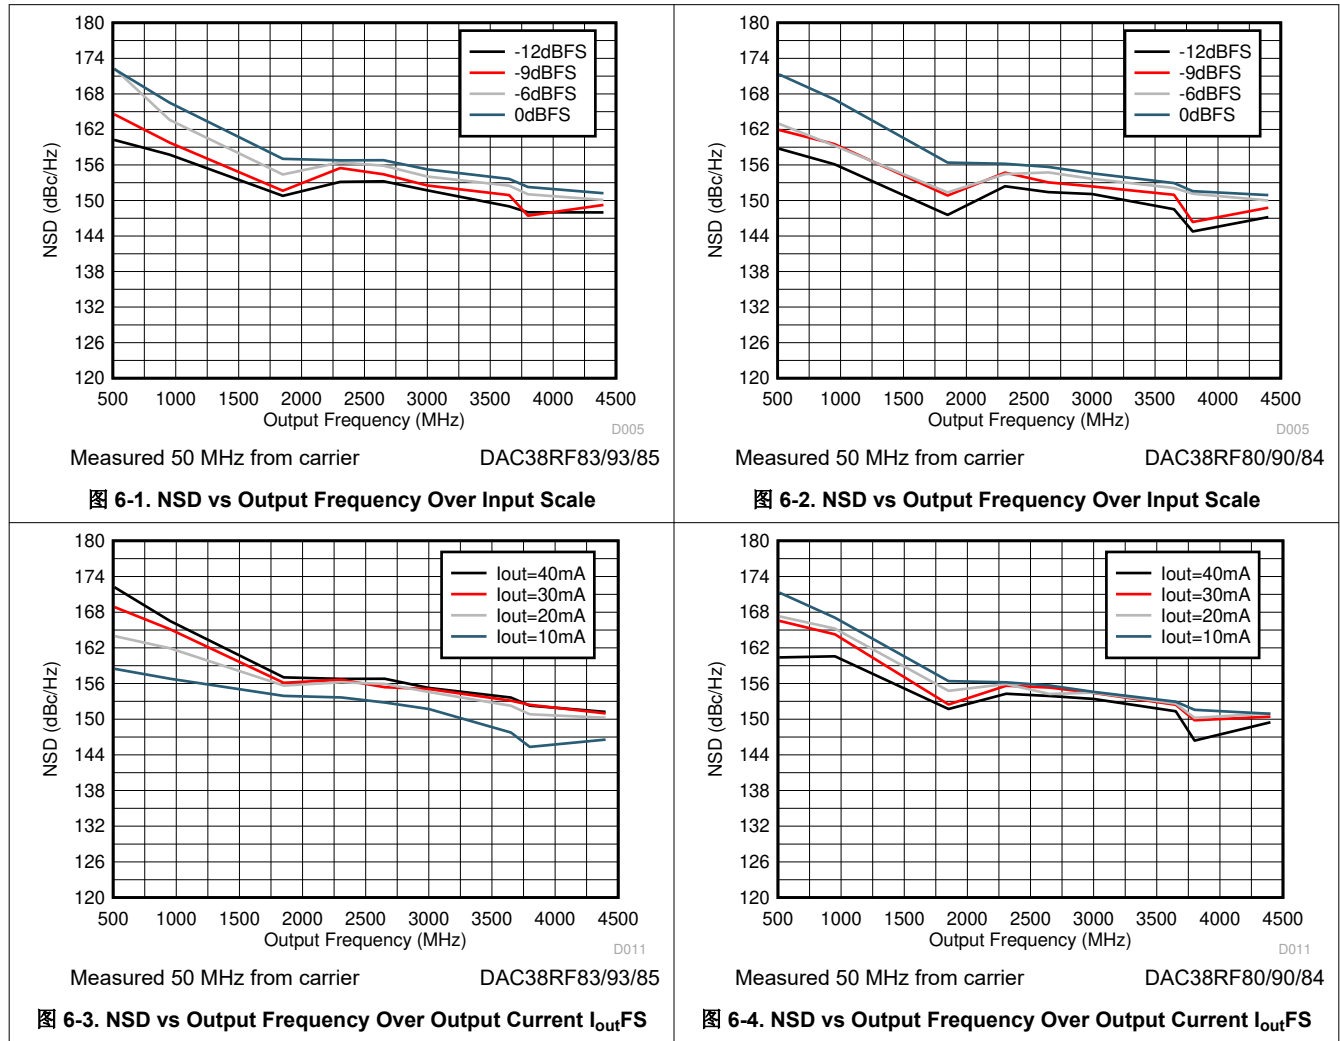 180
174
168
162
156
150
144
138
132
126
120
NSD (dBc/Hz)
-12dBFS
-9dBFS
-6dBFS
0dBFS
500 1000 1500 2000 2500 3000 3500 4000 4500
Output Frequency (MHz)
D005
Measured 50 MHz from carrier DAC38RF83/93/85
图 6-1. NSD vs Output Frequency Over Input Scale
180
174
168
162
156
150
144
138
132
126
120
NSD (dBc/Hz)
-12dBFS
-9dBFS
-6dBFS
0dBFS
500 1000 1500 2000 2500 3000 3500 4000 4500
Output Frequency (MHz)
D005
Measured 50 MHz from carrier DAC38RF80/90/84
图 6-2. NSD vs Output Frequency Over Input Scale
180
174
168
162
156
150
144
138
132
126
120
NSD (dBc/Hz)
Iout=40mA
Iout=30mA
Iout=20mA
Iout=10mA
500 1000 1500 2000 2500 3000 3500 4000 4500
Output Frequency (MHz)
D011
Measured 50 MHz from carrier DAC38RF83/93/85
图 6-3. NSD vs Output Frequency Over Output Current IoutFS
180
174
168
162
156
150
144
138
132
126
120
NSD (dBc/Hz)
Iout=40mA
Iout=30mA
Iout=20mA
Iout=10mA
500 1000 1500 2000 2500 3000 3500 4000 4500
Output Frequency (MHz)
D011
Measured 50 MHz from carrier DAC38RF80/90/84
图 6-4. NSD vs Output Frequency Over Output Current IoutFS